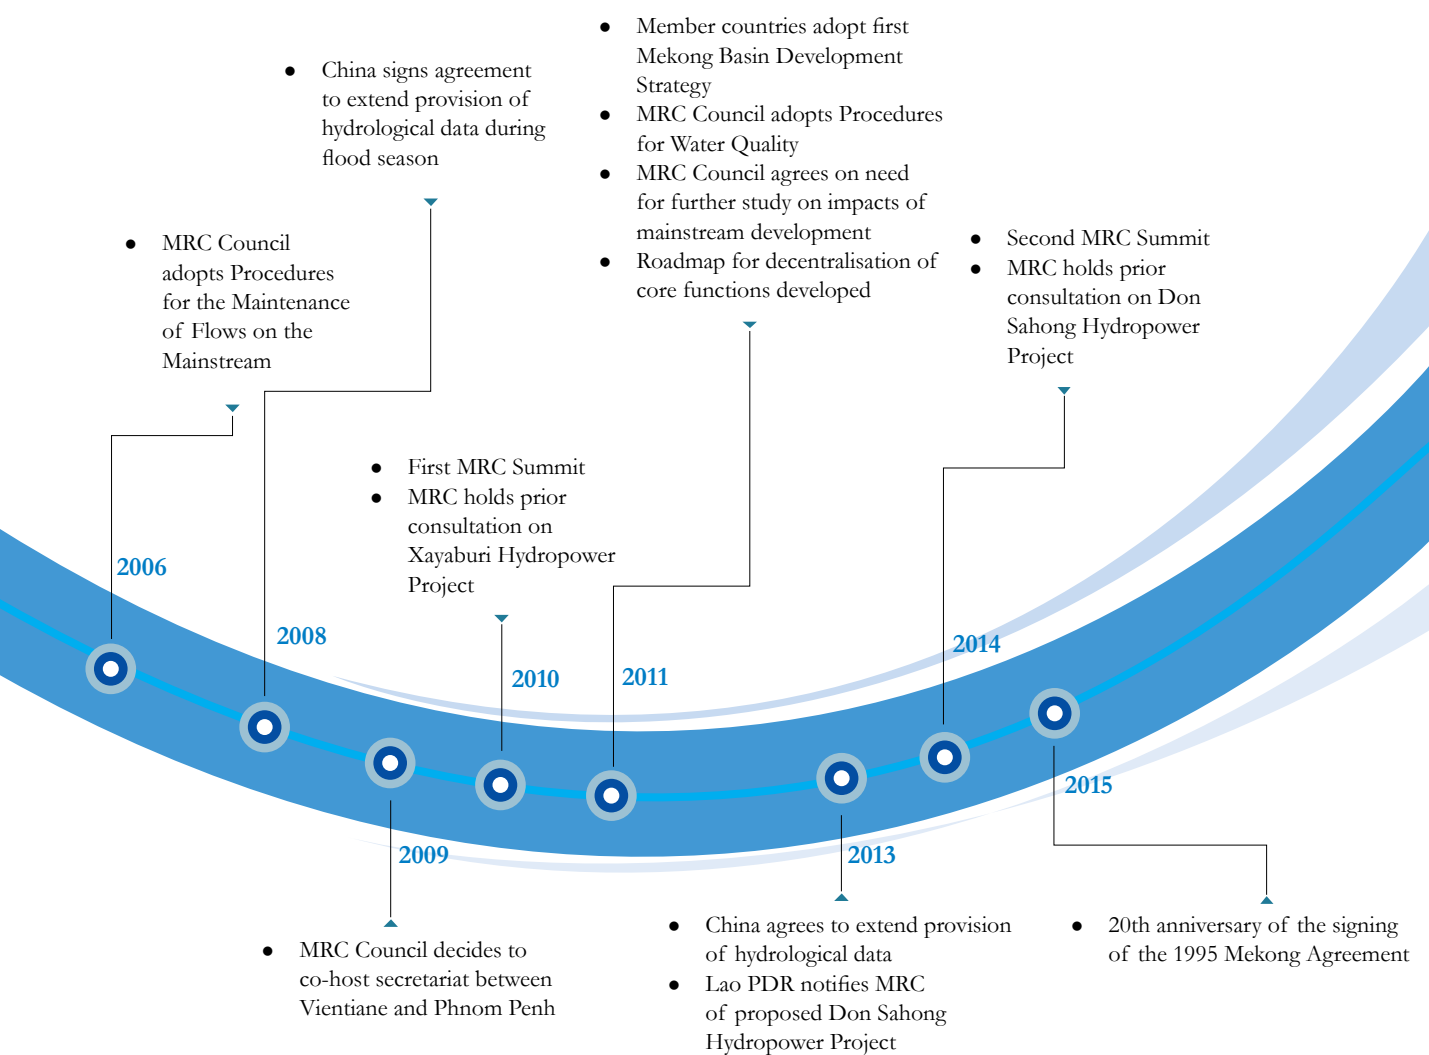 ● MRC Council
adopts Procedures
for the Maintenance
of Flows on the
Mainstream
2006
● China signs agreement
to extend provision of
hydrological data during
flood season
2008
● MRC Council decides to
co-host secretariat between
Vientiane and Phnom Penh
2009
● First MRC Summit
● MRC holds prior
consultation on
Xayaburi Hydropower
Project
2010
● Member countries adopt first
Mekong Basin Development
Strategy
● MRC Council adopts Procedures
for Water Quality
● MRC Council agrees on need
for further study on impacts of
mainstream development
● Roadmap for decentralisation of
core functions developed
2011
2013
● China agrees to extend provision
of hydrological data
● Lao PDR notifies MRC
of proposed Don Sahong
Hydropower Project
● Second MRC Summit
● MRC holds prior
consultation on Don
Sahong Hydropower
Project
2014
2015
● 20th anniversary of the signing
of the 1995 Mekong Agreement